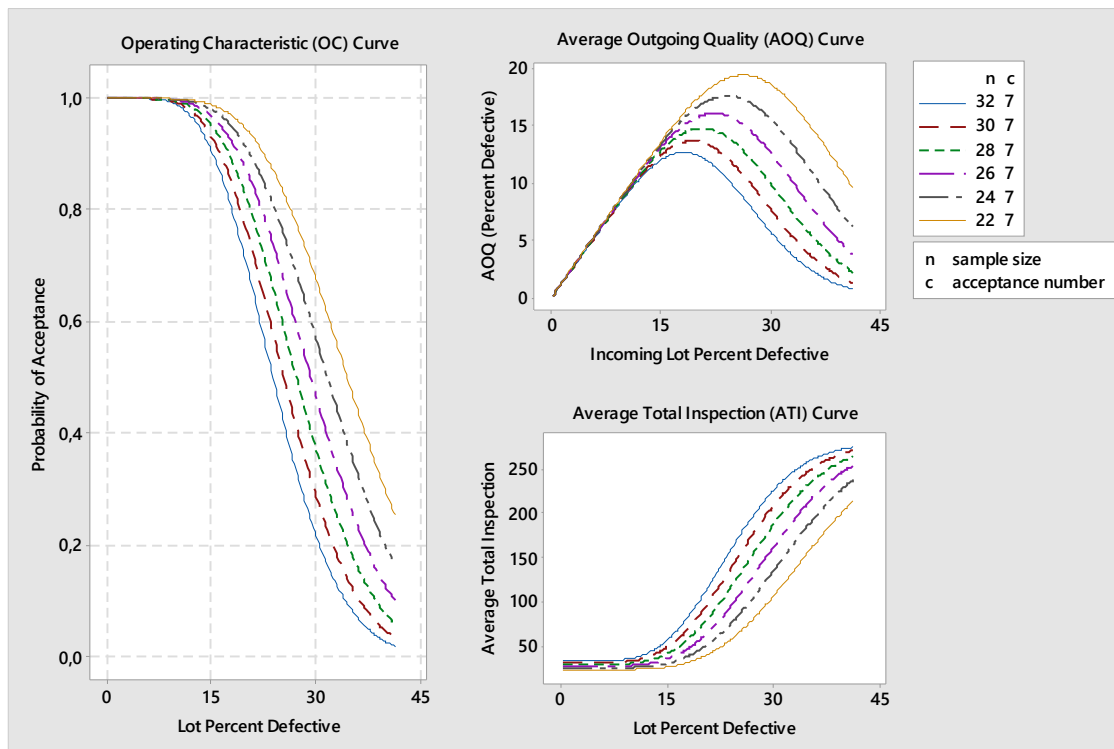 Operating Characteristic (OC) Curve
1,0
0,8
0,6
0,4
0,2
0,0
Probability of Acceptance
0 15 30 45
Lot Percent Defective
Average Outgoing Quality (AOQ) Curve
20
15
10
5
0
AOQ (Percent Defective)
0 15 30 45
Incoming Lot Percent Defective
n c
32 7
30 7
28 7
26 7
24 7
22 7
n sample size
c acceptance number
Average Total Inspection (ATI) Curve
250
200
150
100
50
Average Total Inspection
0 15 30 45
Lot Percent Defective